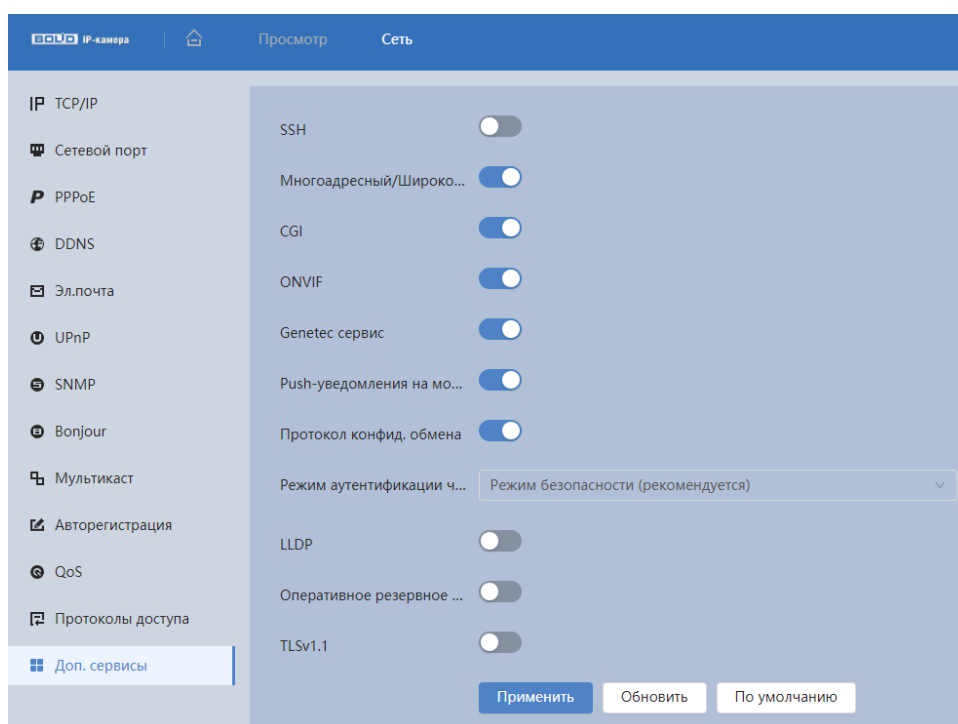 BOLID IP-камера
Просмотр
Сеть
TCP/IP
Сетевой порт
PPPoE
DDNS
Эл.почта
UPnP
SNMP
Bonjour
Мультикаст
Авторегистрация
QoS
Протоколы доступа
Доп. сервисы
SSH
Многоадресный/Широко...
CGI
ONVIF
Genetec сервис
Push-уведомления на мо...
Протокол конфид. обмена
Режим аутентификации ч... Режим безопасности (рекомендуется)
LLDP
Оперативное резервное ...
TLSv1.1
Применить
Обновить
По умолчанию